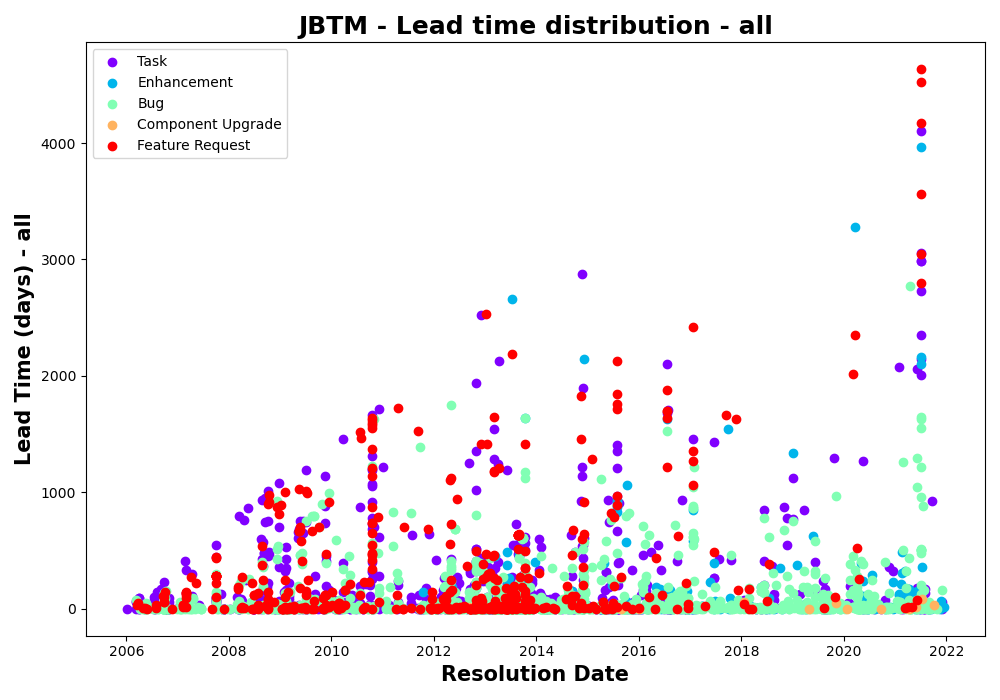 JBTM - Lead time distribution - all
Task
Enhancement
Bug
Component Upgrade
Feature Request
Lead Time (days) - all
4000
3000
2000
1000
0
2006 2008 2010 2012 2014 2016 2018 2020 2022
Resolution Date